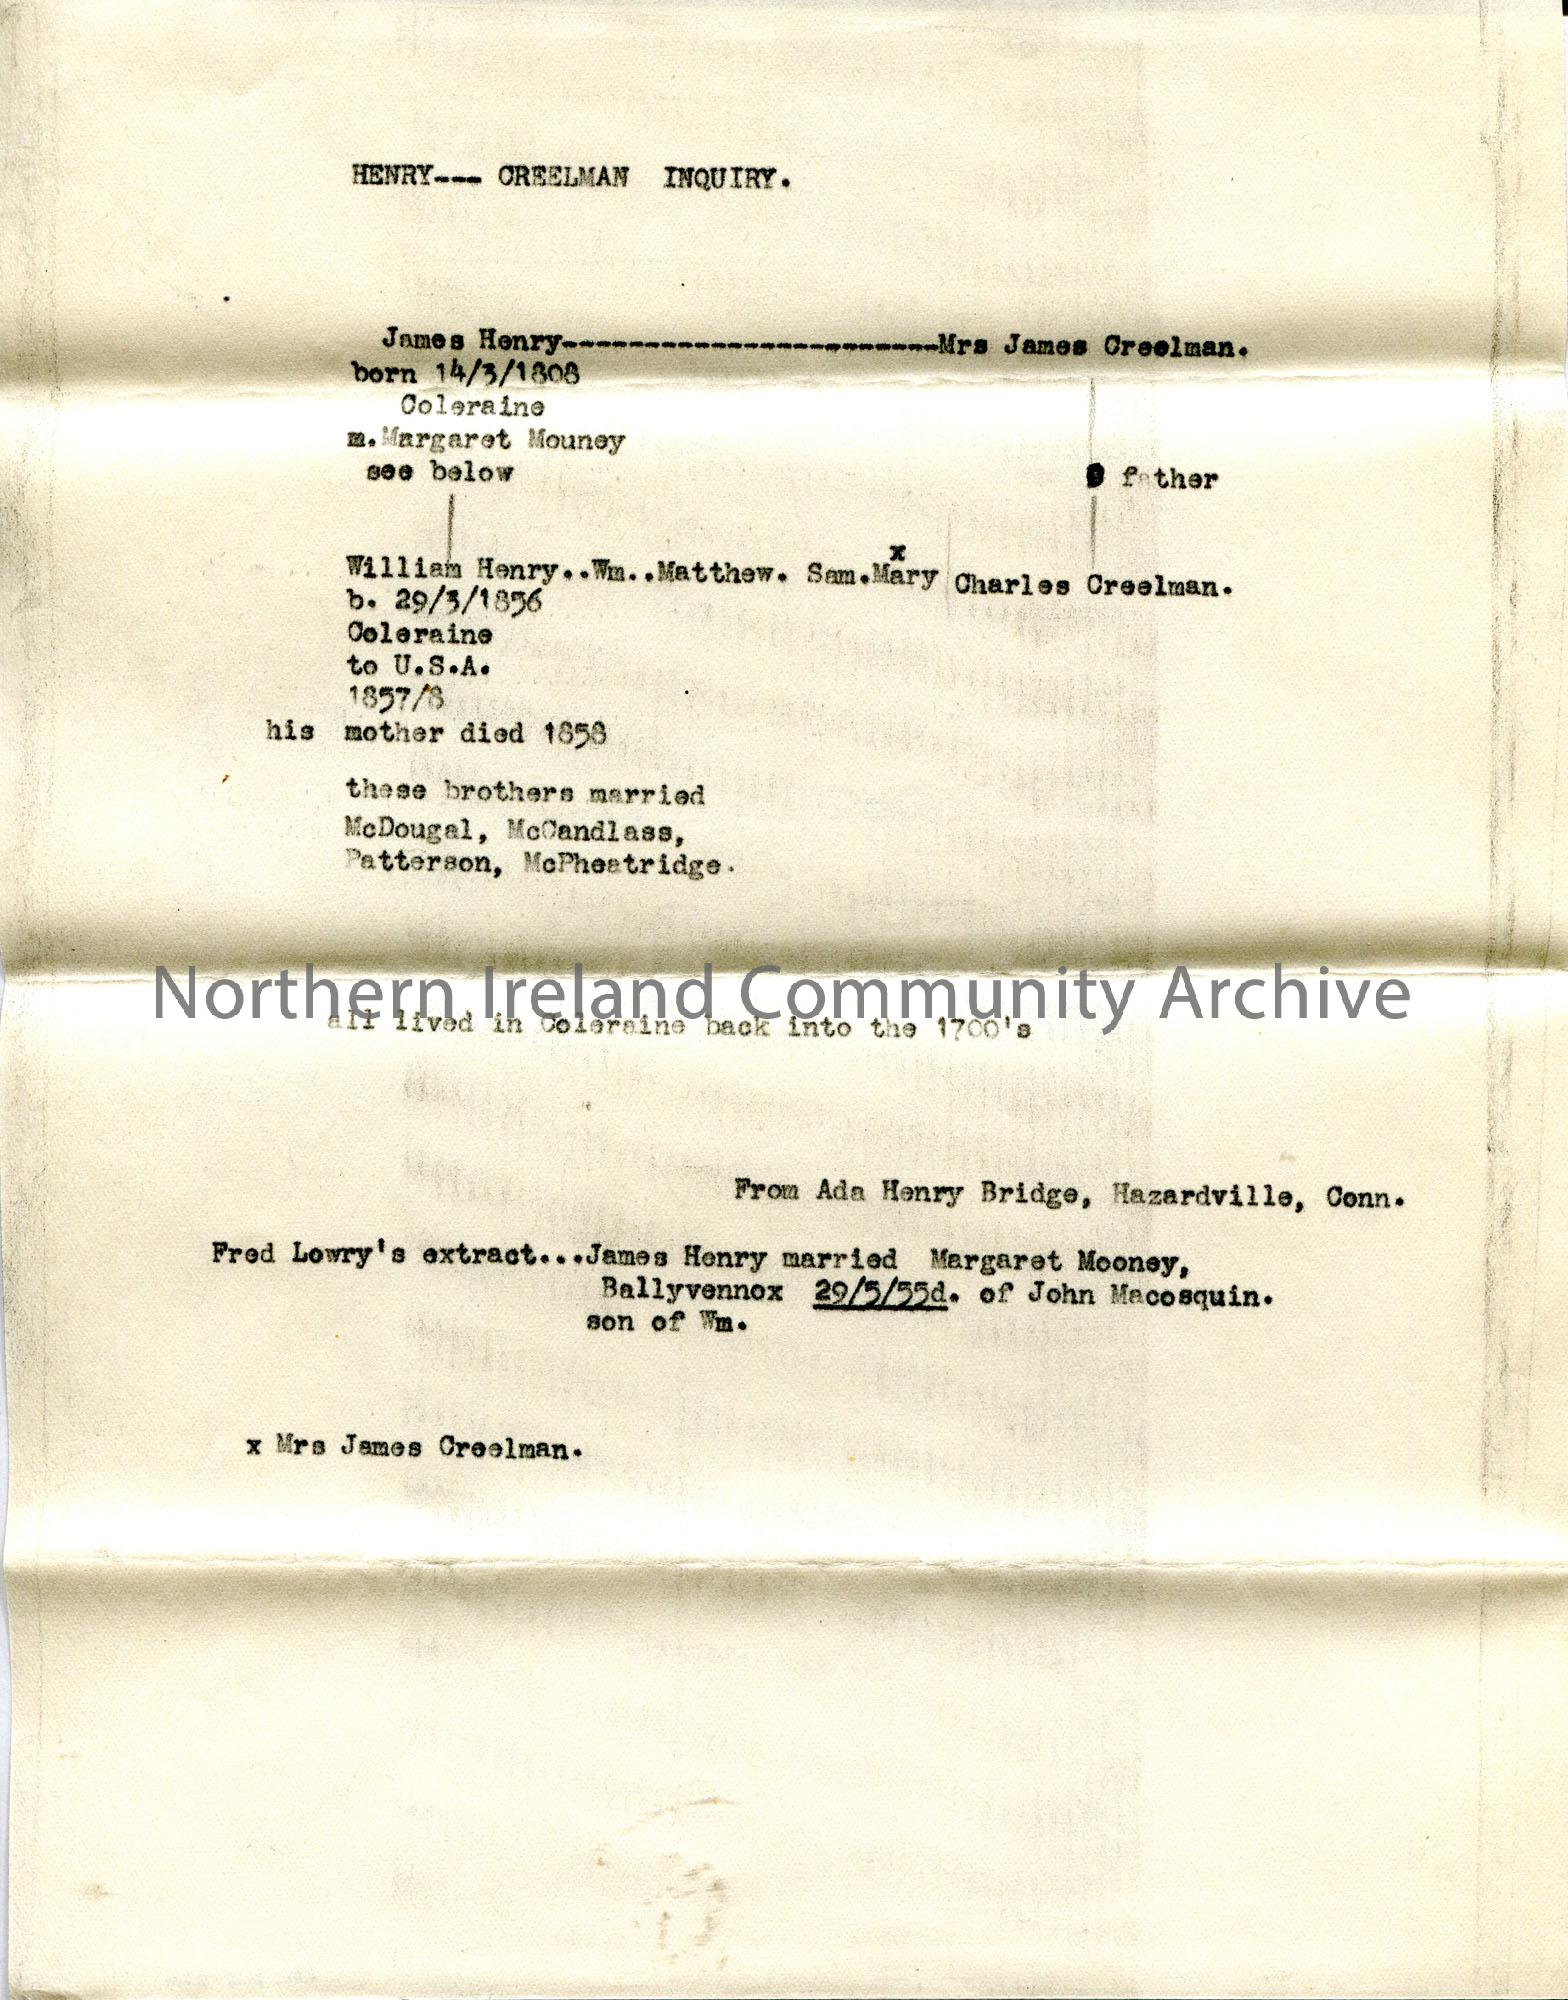 HENRY--- CREELMAN INQUIRY.
James Henry-----------------------Mrs James Creelman.
born 14/3/1808
Coleraine
m.Margaret Mouney
see below
father
x
William Henry..Wm..Matthew. Sam.Mary Charles Creelman.
b. 29/3/1856
Coleraine
to U.S.A.
1857/8
his mother died 1858
these brothers married
McDougal, McCandlass,
Patterson, McPheatridge.
Northern Ireland Community Archive
all lived in Coleraine back into the 1700's
From Ada Henry Bridge, Hazardville, Conn.
Fred Lowry's extract...James Henry married Margaret Mooney,
Ballyvennox 29/5/55d. of John Macosquin.
son of Wm.
x Mrs James Creelman.